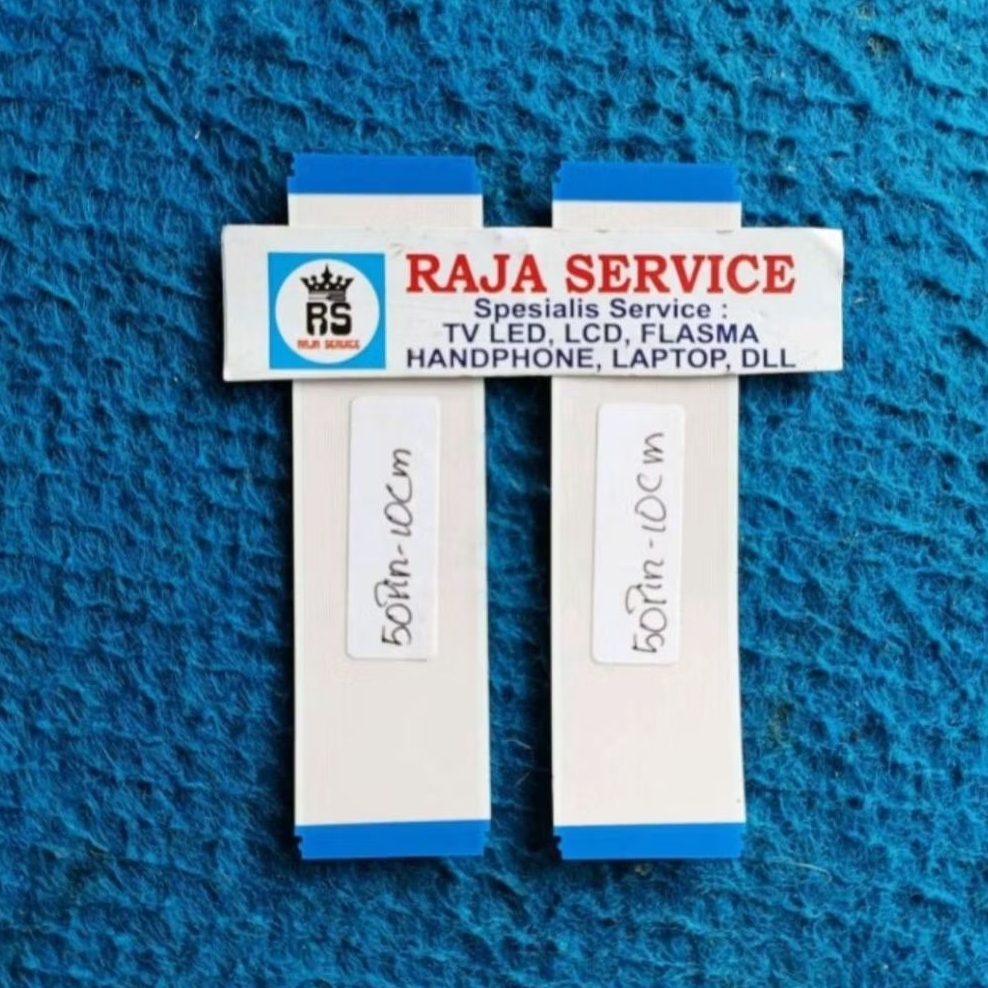 RS
RAJA SERVICE
RAJA SERVICE
Spesialis Service :
TV LED, LCD, FLASMA
HANDPHONE, LAPTOP, DLL
50Pin-10Cm
50Pin-10Cm